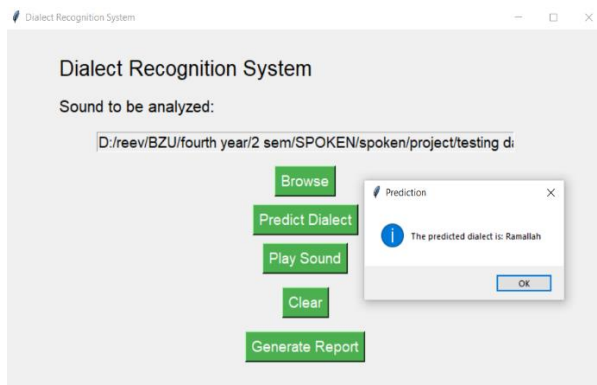 Dialect Recognition System
Dialect Recognition System
Sound to be analyzed:
D:/reev/BZU/fourth year/2 sem/SPOKEN/spoken/project/testing
Browse
Prediction
Predict Dialect
The predicted dialect is: Ramallah
Play Sound
OK
Clear
Generate Report